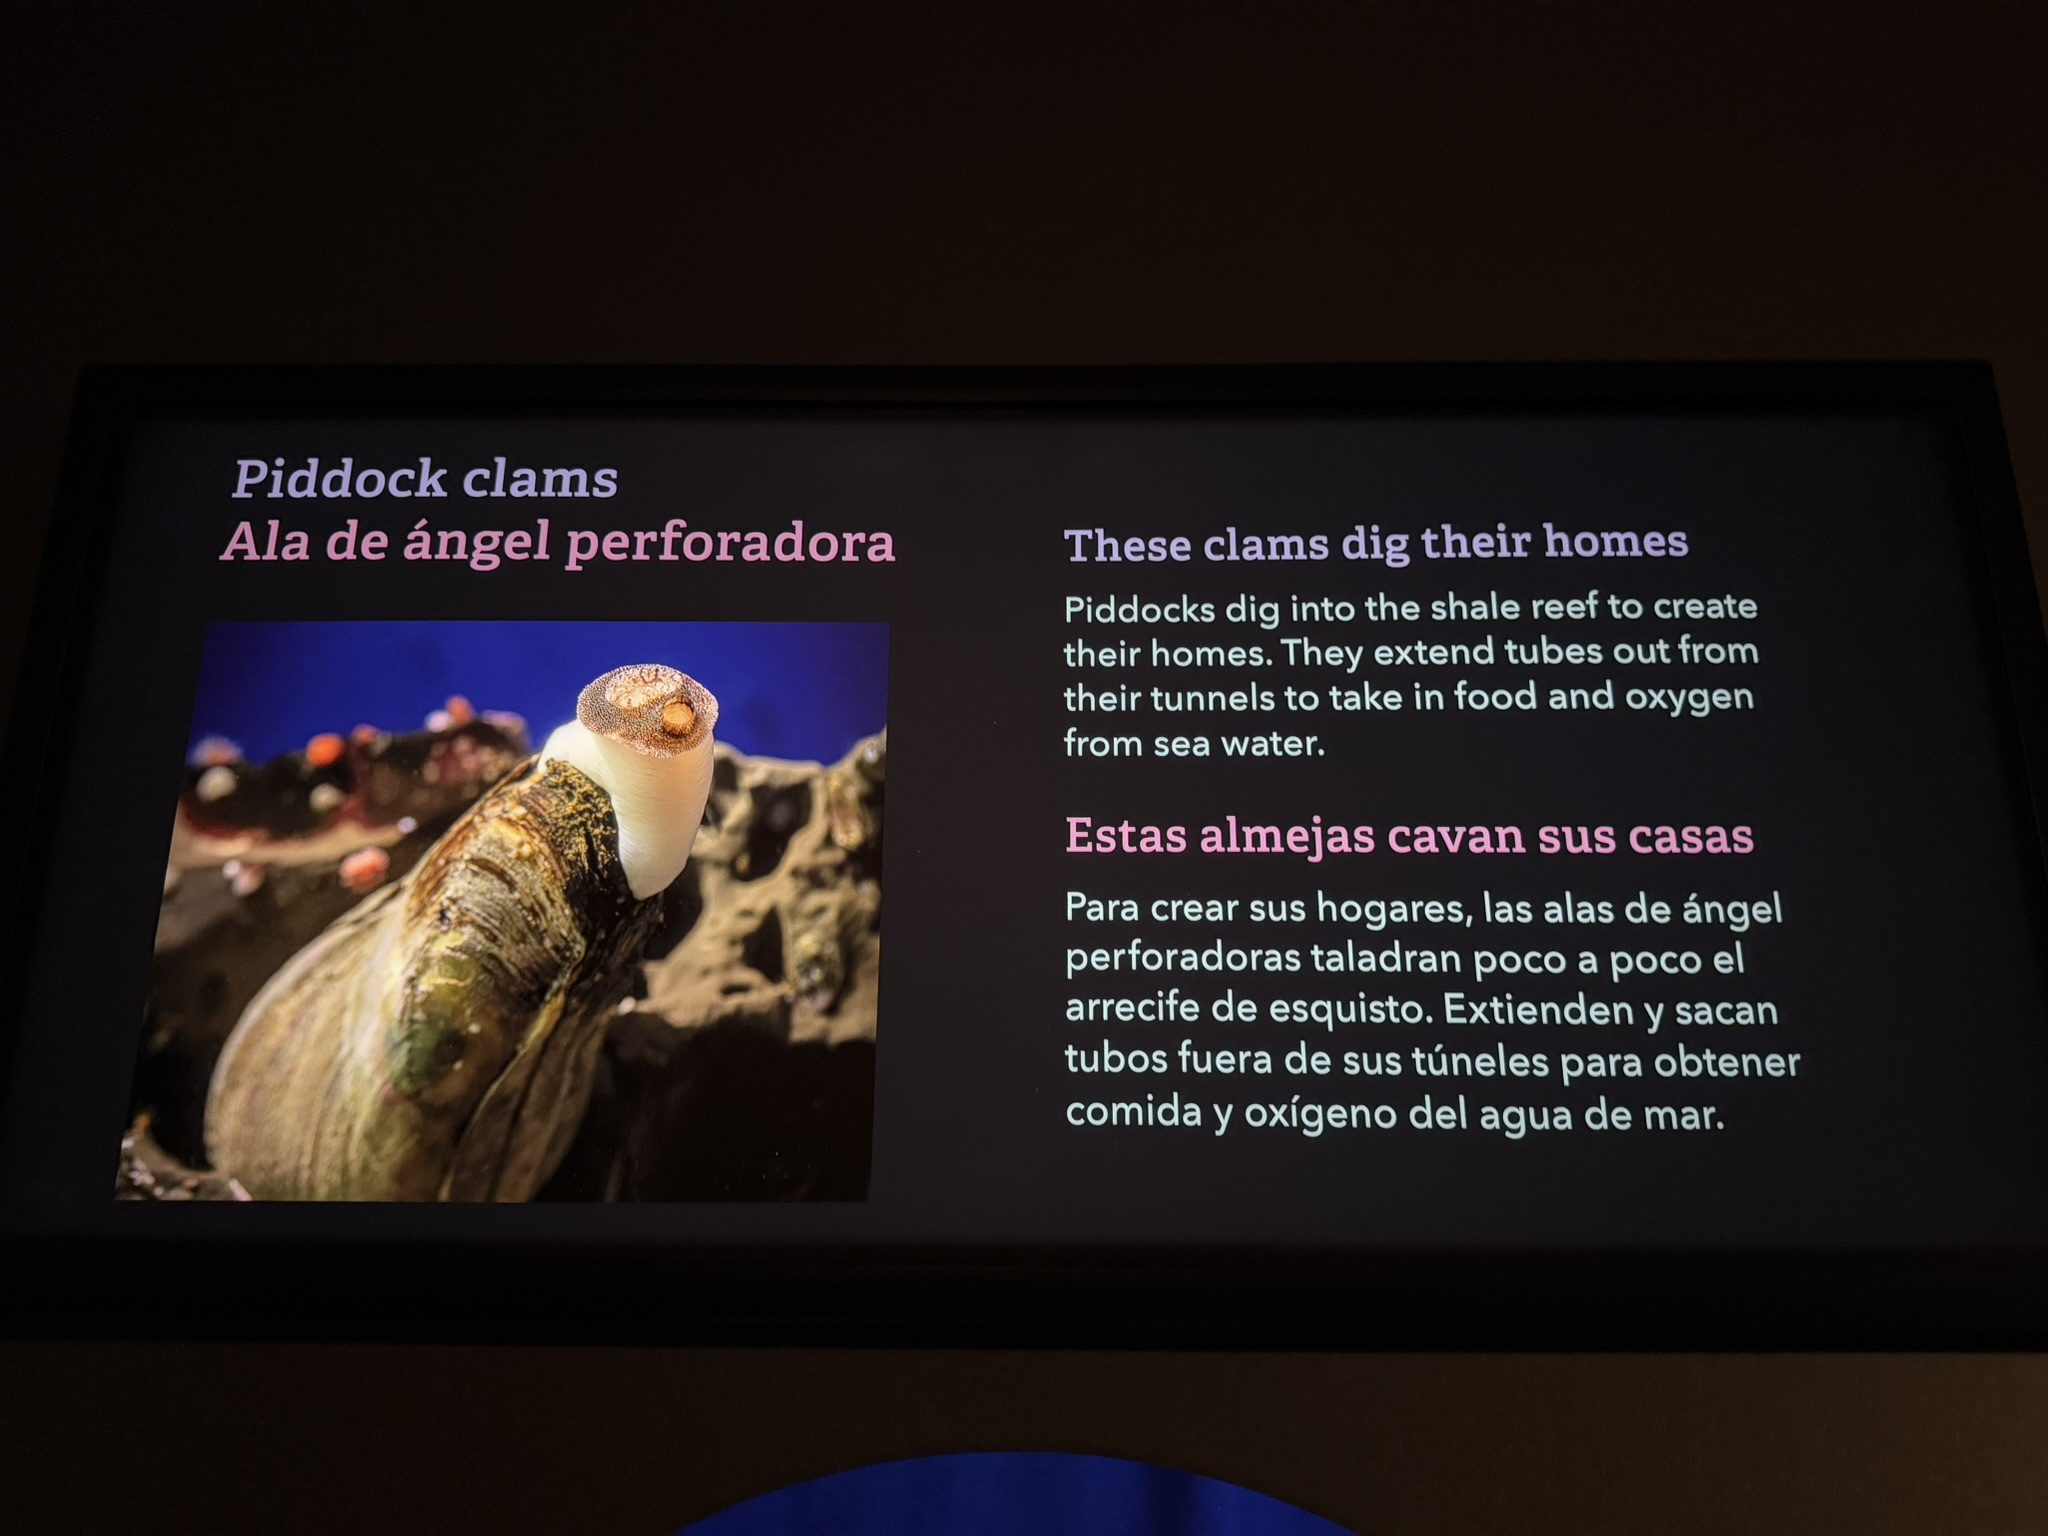 Piddock clams
Ala de ángel perforadora
These clams dig their homes
Piddocks dig into the shale reef to create
their homes. They extend tubes out from
their tunnels to take in food and oxygen
from sea water.
Estas almejas cavan sus casas
Para crear sus hogares, las alas de ángel
perforadoras taladran poco a poco el
arrecife de esquisto. Extienden y sacan
tubos fuera de sus túneles para obtener
comida y oxígeno del agua de mar.